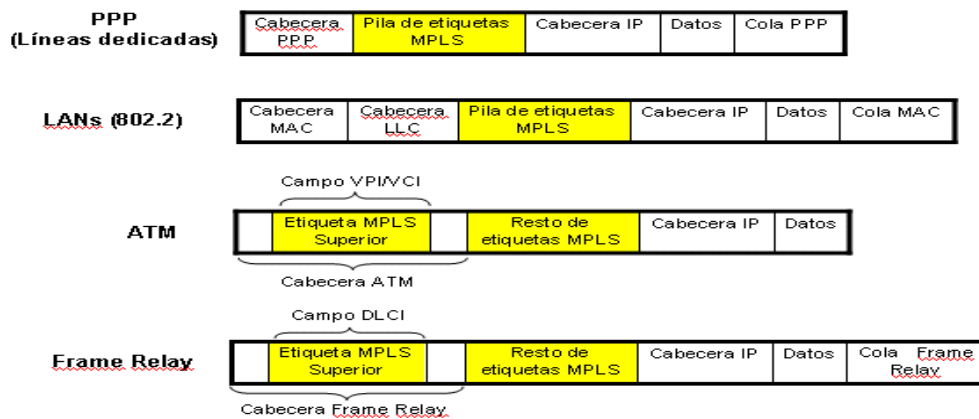 PPP
(Líneas dedicadas)
Cabecera
PPP
Pila de etiquetas
MPLS
Cabecera IP
Datos
Cola PPP
LANs (802.2)
Cabecera
MAC
Cabecera
LLC
Pila de etiquetas
MPLS
Cabecera IP
Datos
Cola MAC
Campo VPI/VCI
ATM
Etiqueta MPLS
Superior
Resto de
etiquetas MPLS
Cabecera IP
Datos
Cabecera ATM
Campo DLCI
Frame Relay
Etiqueta MPLS
Superior
Resto de
etiquetas MPLS
Cabecera IP
Datos
Cola Frame
Relay
Cabecera Frame Relay